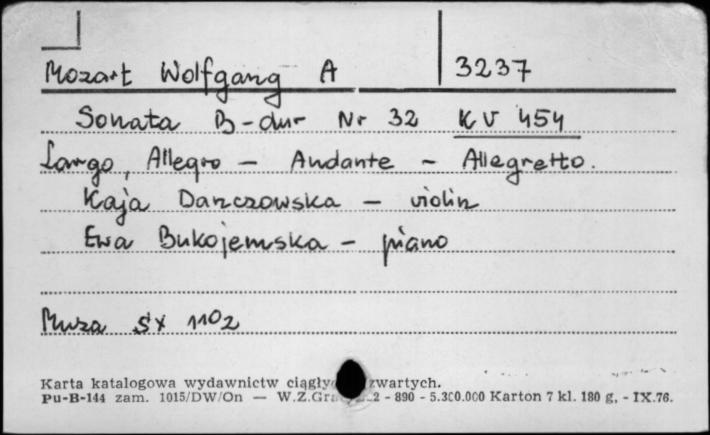 Mozart Wolfgang A 3237
Sonata B-dur Nr 32 KV 454
Largo, Allegro - Andante - Allegretto.
Kaja Danczowska - violin
Ewa Bukojemska - piano
Muza SX 1102
Karta katalogowa wydawnictw zwartych.
Pu-B-144 zam. 1015/DW/On — W.Z.Gra - 890 - 5.300.000 Karton 7 kl. 180 g. - IX.76.